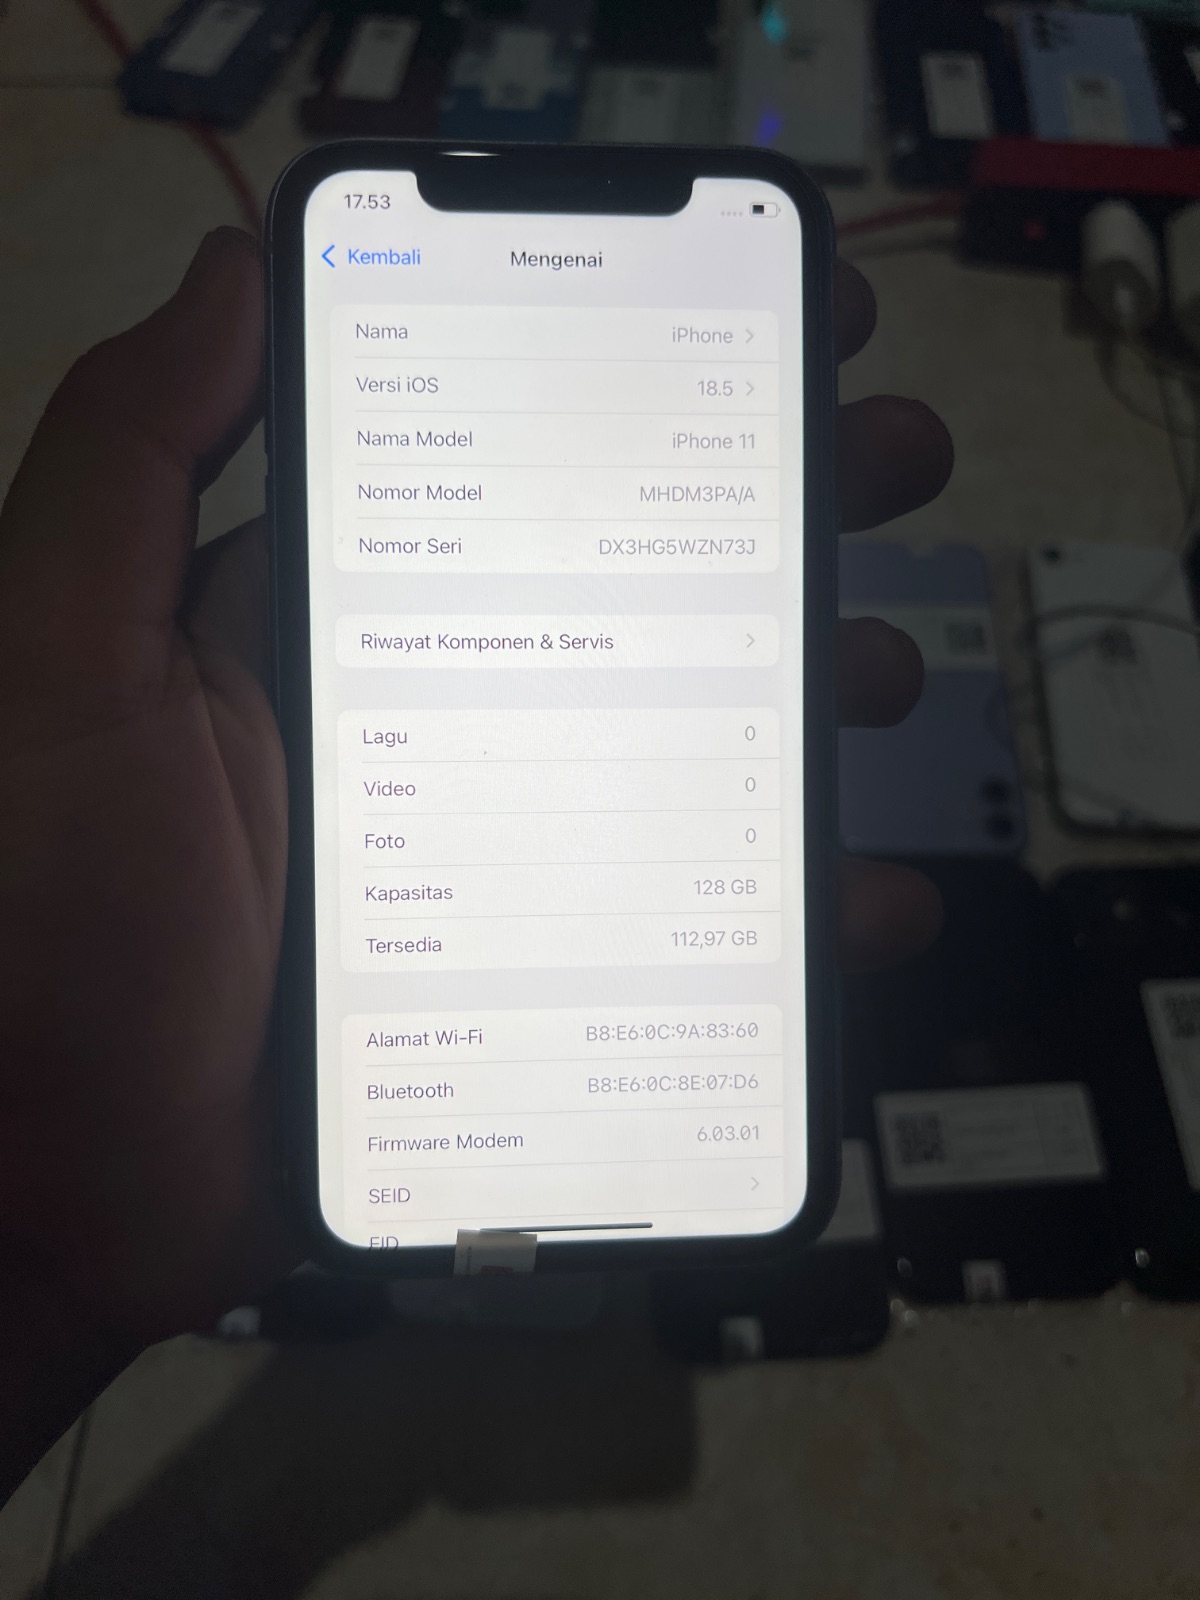 17.53
Kembali Mengenai
Nama iPhone
Versi iOS 18.5
Nama Model iPhone 11
Nomor Model MHDM3PA/A
Nomor Seri DX3HG5WZN73J
Riwayat Komponen & Servis
Lagu 0
Video 0
Foto 0
Kapasitas 128 GB
Tersedia 112,97 GB
Alamat Wi-Fi B8:E6:0C:9A:83:60
Bluetooth B8:E6:0C:8E:07:D6
Firmware Modem 6.03.01
SEID
EID